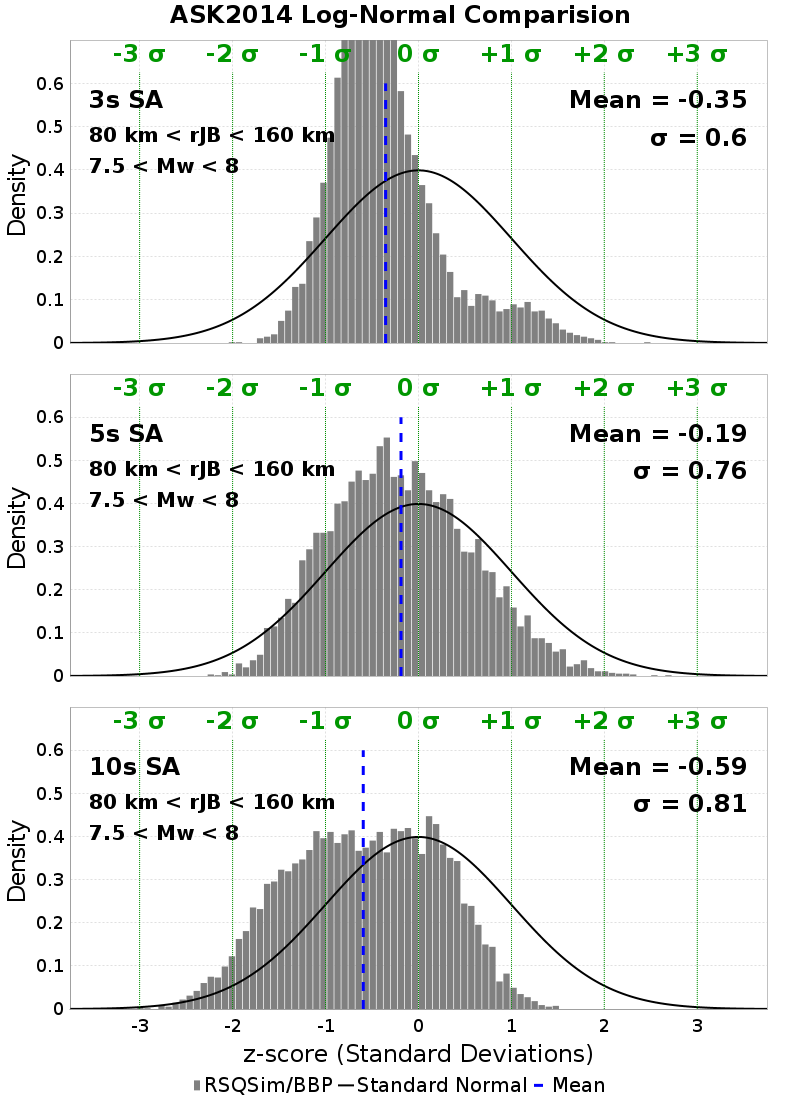 ASK2014 Log-Normal Comparision
-3 σ -2 σ -1 σ 0 σ +1 σ +2 σ +3 σ
0.6
3s SA Mean = -0.35
0.5
80 km < rJB < 160 km σ = 0.6
7.5 < Mw < 8
0.4
Density
0.3
0.2
0.1
0
-3 σ -2 σ -1 σ 0 σ +1 σ +2 σ +3 σ
0.6
5s SA Mean = -0.19
0.5
80 km < rJB < 160 km σ = 0.76
7.5 < Mw < 8
0.4
Density
0.3
0.2
0.1
0
-3 σ -2 σ -1 σ 0 σ +1 σ +2 σ +3 σ
0.6
10s SA Mean = -0.59
0.5
80 km < rJB < 160 km σ = 0.81
7.5 < Mw < 8
0.4
Density
0.3
0.2
0.1
0
-3 -2 -1 0 1 2 3
z-score (Standard Deviations)
RSQSim/BBP Standard Normal Mean